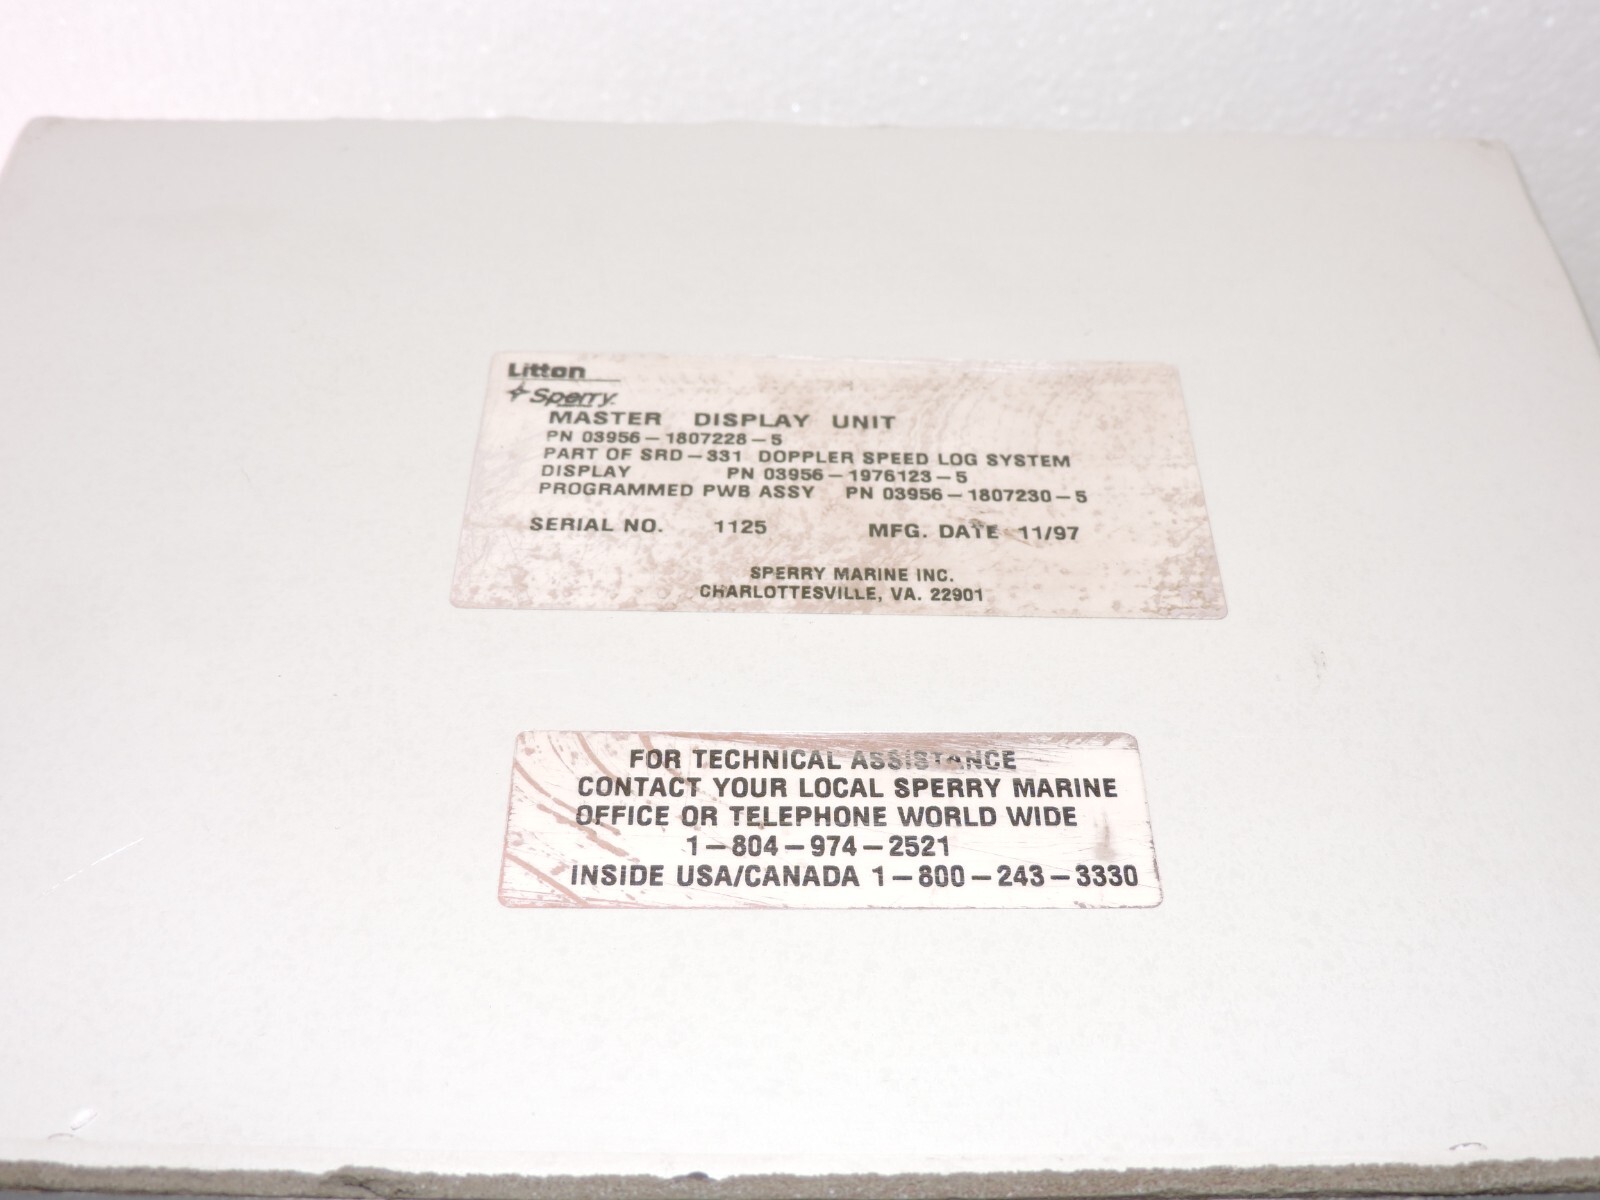 Litton
Sperry
MASTER DISPLAY UNIT
PN 03956-1807228-5
PART OF SRD-331 DOPPLER SPEED LOG SYSTEM
DISPLAY PN 03956-1976123-5
PROGRAMMED PWB ASSY PN 03956-1807230-5
SERIAL NO. 1125 MFG. DATE 11/97
SPERRY MARINE INC.
CHARLOTTESVILLE, VA. 22901
FOR TECHNICAL ASSISTANCE
CONTACT YOUR LOCAL SPERRY MARINE
OFFICE OR TELEPHONE WORLD WIDE
1-804-974-2521
INSIDE USA/CANADA 1-800-243-3330